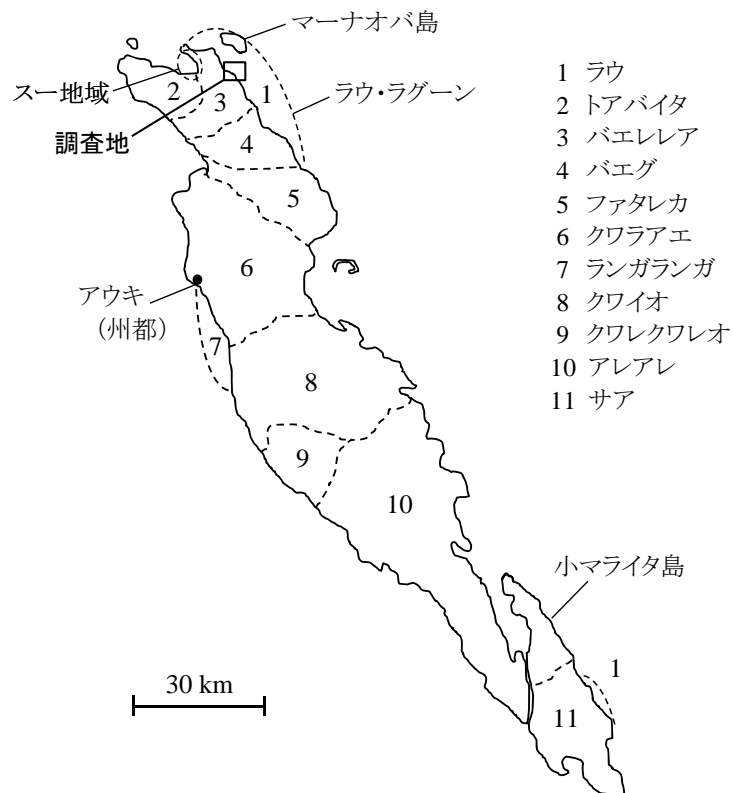 マーナオバ島
スー地域
2
3
1
ラウ・ラグーン
調査地
4
5
6
アウキ
（州都）
7
8
9
10
小マライタ島
1
11
30 km
1 ラウ
2 トアバイタ
3 バエレレア
4 バエグ
5 ファタレカ
6 クワラアエ
7 ランガランガ
8 クワイオ
9 クワレクワレオ
10 アレアレ
11 サア